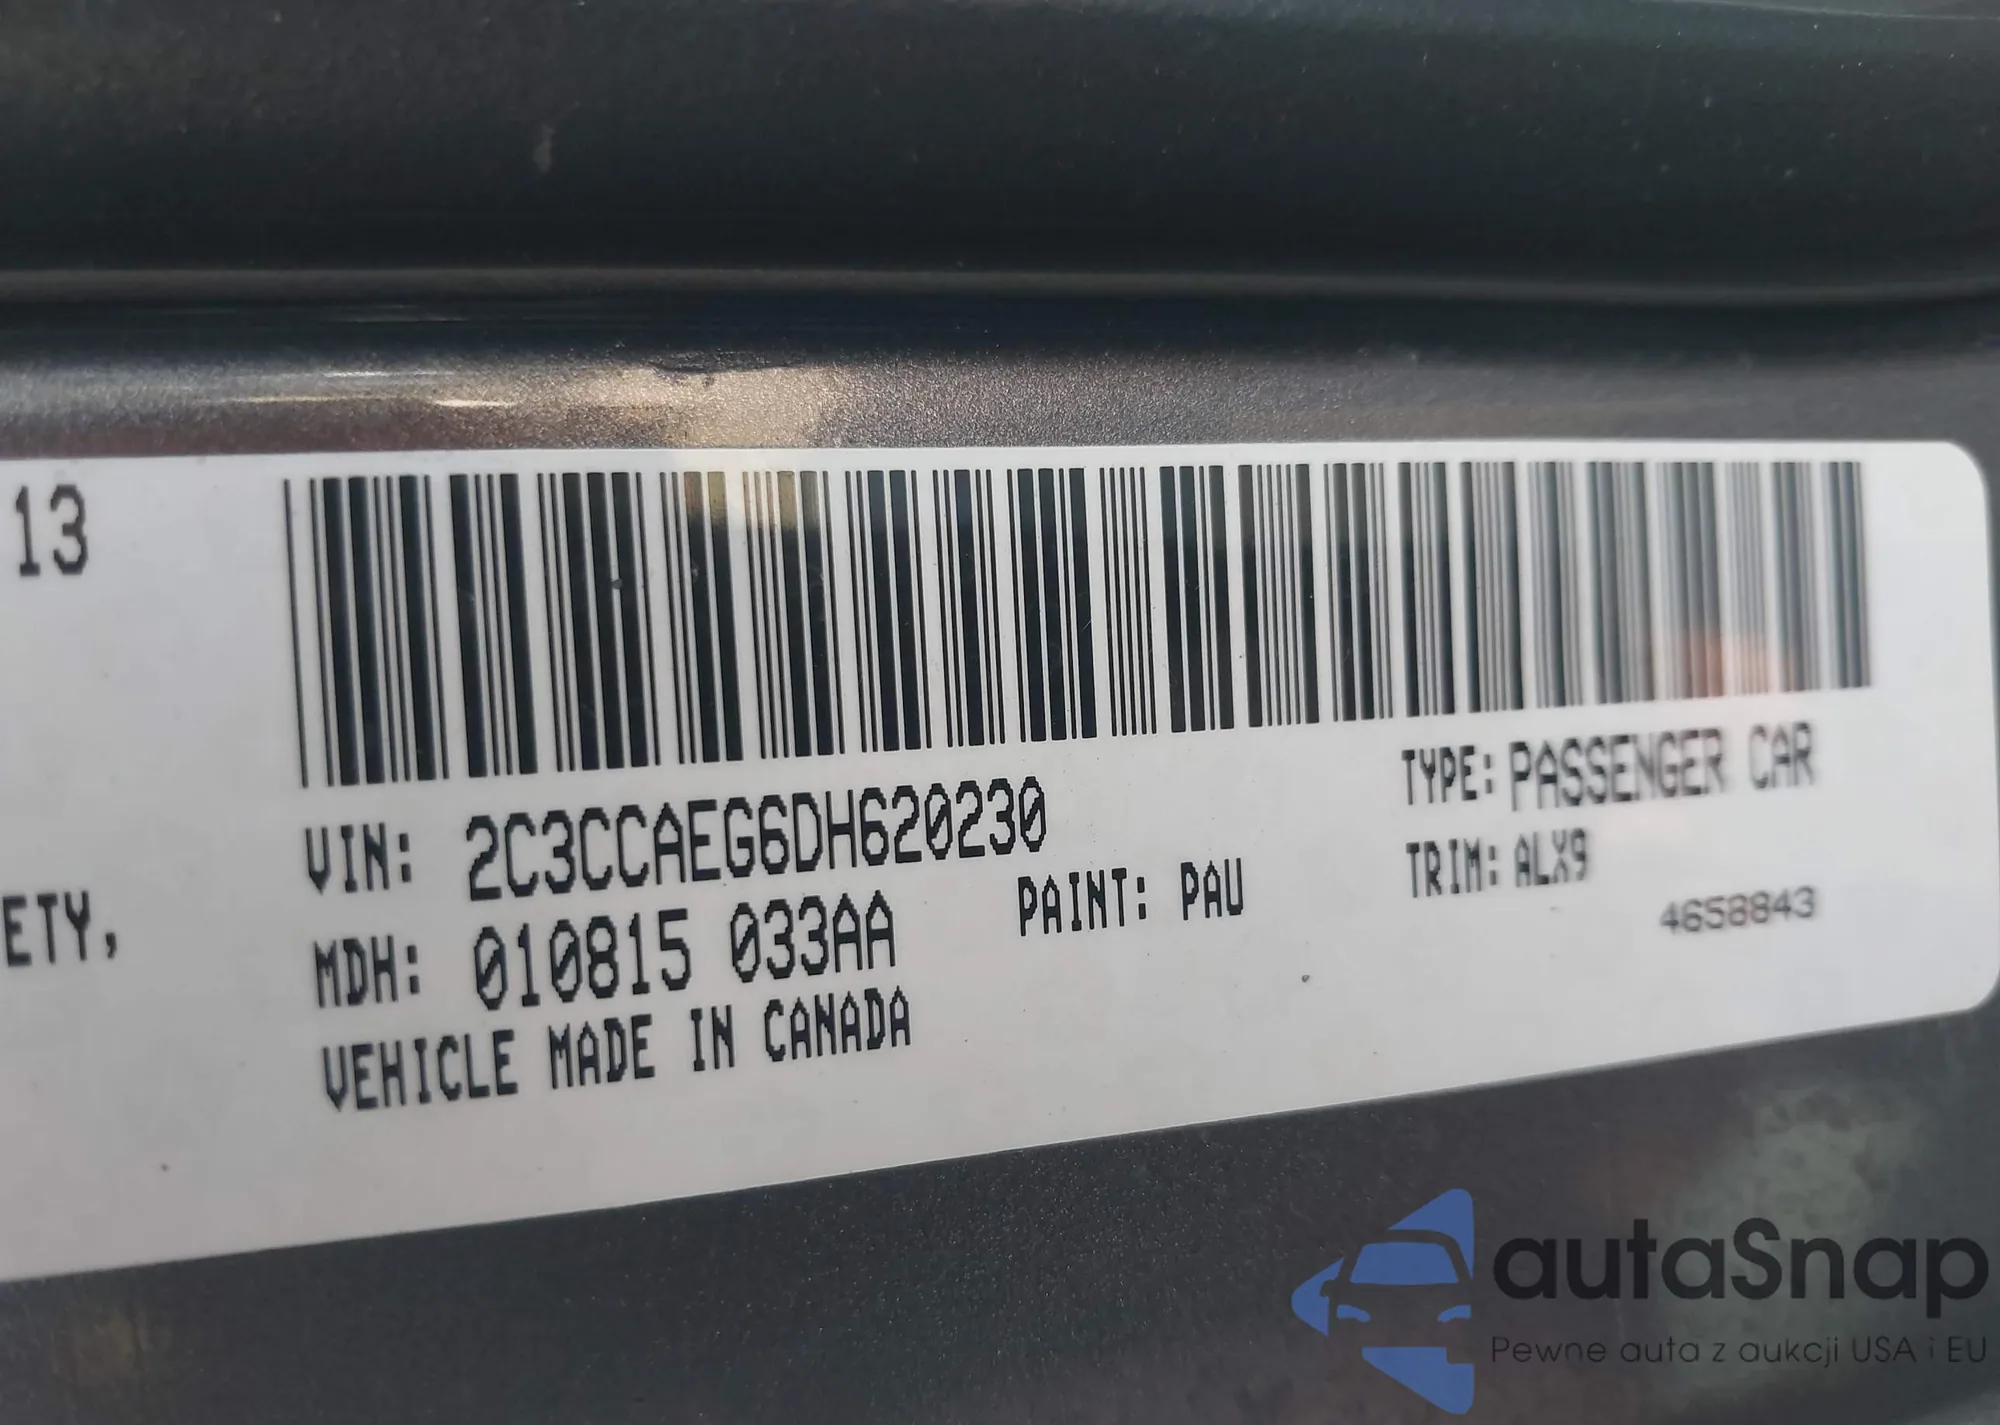 13
VIN: 2C3CCAEG6DH620230
TYPE: PASSENGER CAR
ETY,
MDH: 010815 033AA
PAINT: PAU
TRIM: ALX9
4658843
VEHICLE MADE IN CANADA
autaSnap
Pewne auta z aukcji USA i EU